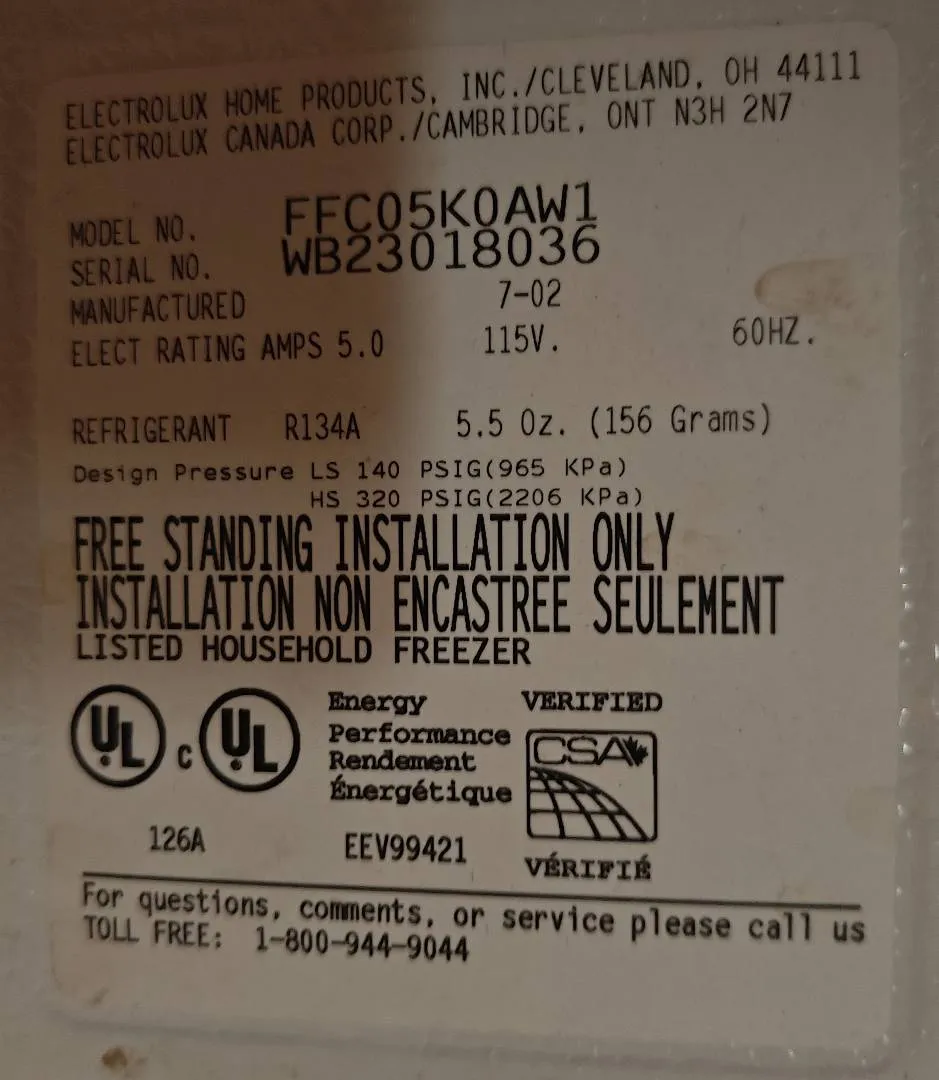 ELECTROLUX HOME PRODUCTS, INC./CLEVELAND, OH 44111
ELECTROLUX CANADA CORP./CAMBRIDGE, ONT N3H 2N7
MODEL NO. FFC05K0AW1
SERIAL NO. WB23018036
MANUFACTURED 7-02
ELECT RATING AMPS 5.0 115V. 60HZ.
REFRIGERANT R134A 5.5 Oz. (156 Grams)
Design Pressure LS 140 PSIG(965 KPa)
HS 320 PSIG(2206 KPa)
FREE STANDING INSTALLATION ONLY
INSTALLATION NON ENCASTREE SEULEMENT
LISTED HOUSEHOLD FREEZER
UL c UL
Energy
Performance
Rendement
Énergétique
VERIFIED
CSA
VÉRIFIÉ
126A EEV99421
For questions, comments, or service please call us
TOLL FREE: 1-800-944-9044